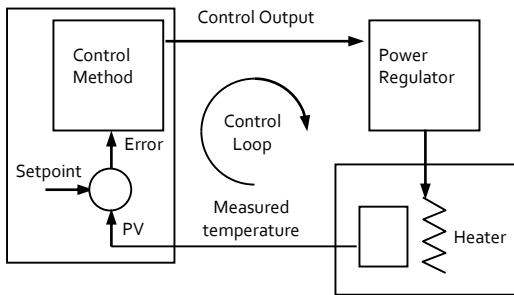 Control Output
Control
Method
Power
Regulator
Control
Loop
Error
Setpoint
PV
Measured
temperature
Heater